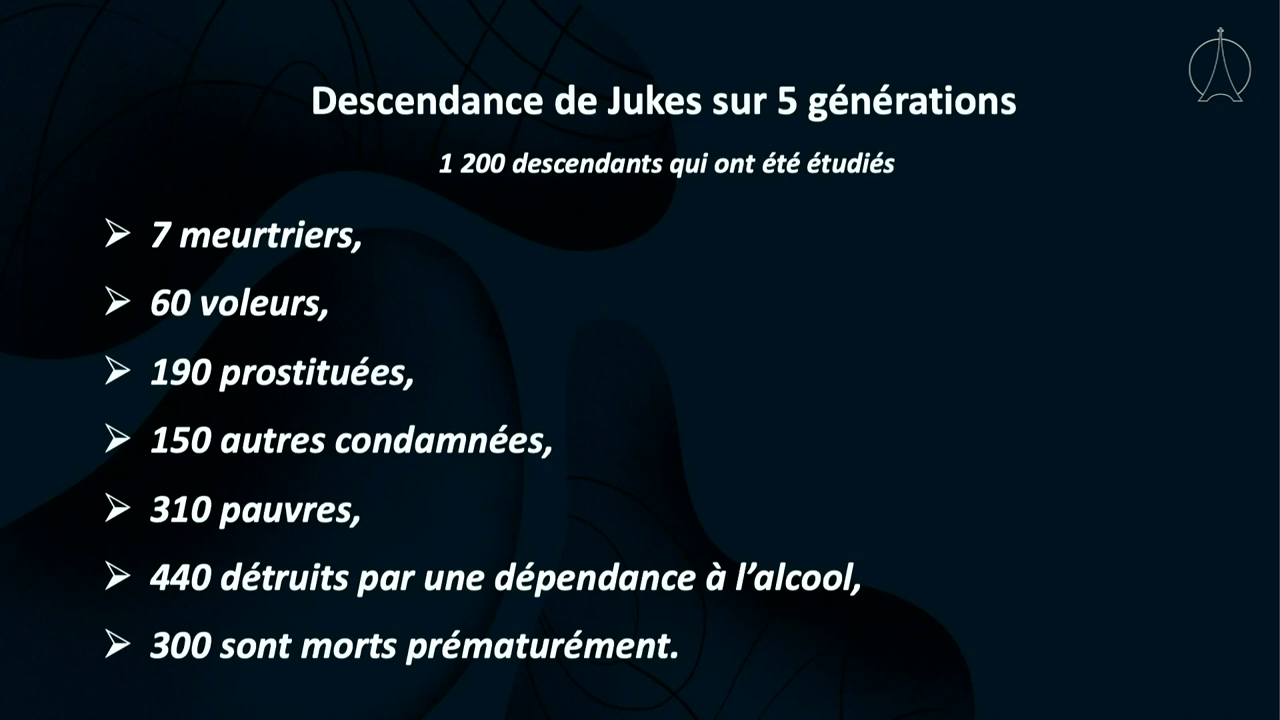 Descendance de Jukes sur 5 générations
1 200 descendants qui ont été étudiés
➢ 7 meurtriers,
➢ 60 voleurs,
➢ 190 prostituées,
➢ 150 autres condamnées,
➢ 310 pauvres,
➢ 440 détruits par une dépendance à l’alcool,
➢ 300 sont morts prématurément.